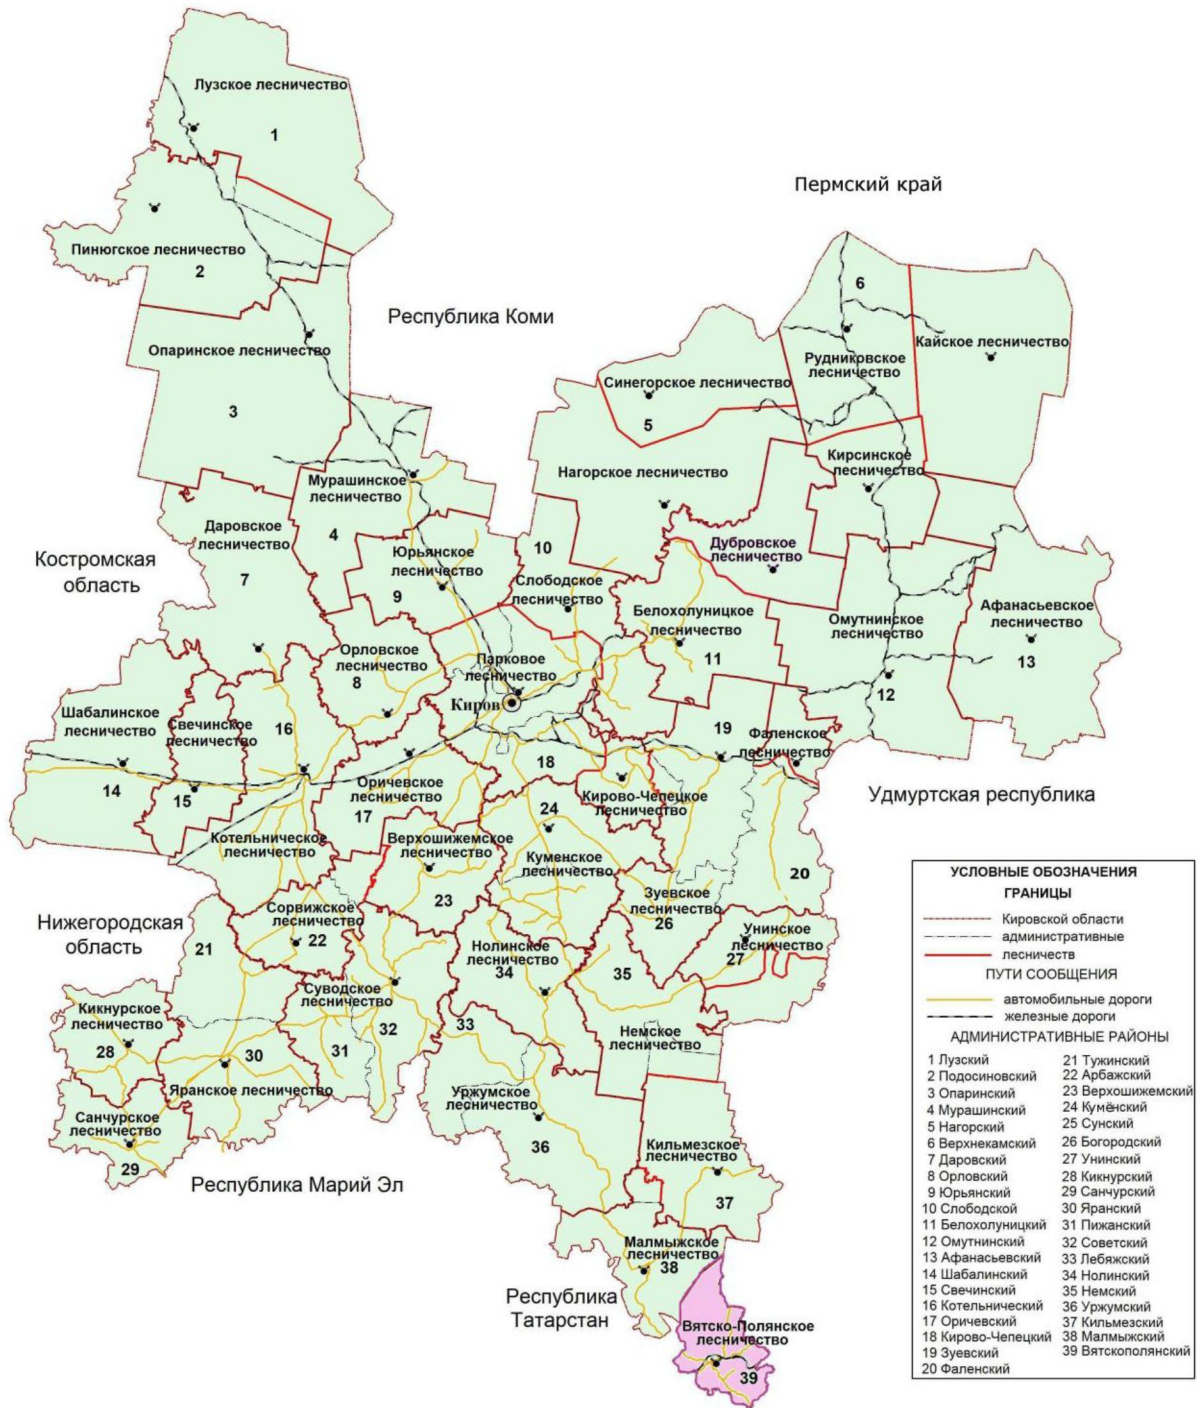 Лузское лесничество
1
Пермский край
Пинюгское лесничество
2
6
Республика Коми
Кайское лесничество
Опаринское лесничество
Рудниковское
лесничество
Синегорское лесничество
3
5
Кирсинское
лесничество
Нагорское лесничество
Мурашинское
лесничество
Даровское
лесничество
4
10
Дубровское
лесничество
Юрьянское
лесничество
Костромская
область
7
Слободское
лесничество
9
Белохолуницкое
лесничество
Афанасьевское
лесничество
Омутнинское
лесничество
Орловское
лесничество
Парковое
лесничество
11
13
8
12
Киров
Шабалинское
лесничество
Свечинское
лесничество
16
19
Фаленское
лесничество
18
Оричевское
лесничество
Кирово-Чепецкое
лесничество
Удмуртская республика
14
15
24
17
Котельническое
лесничество
Верхошижемское
лесничество
Куменское
лесничество
20
23
Зуевское
лесничество
26
Сорвижское
лесничество
22
Нижегородская
область
21
Нолинское
лесничество
34
Унинское
лесничество
27
35
Суводское
лесничество
Кикнурское
лесничество
28
32
33
Немское
лесничество
31
30
Яранское лесничество
Уржумское
лесничество
Санчурское
лесничество
36
Кильмезское
лесничество
29
Республика Марий Эл
37
Малмыжское
лесничество
38
Республика
Татарстан
Вятско-Полянское
лесничество
39
УСЛОВНЫЕ ОБОЗНАЧЕНИЯ
ГРАНИЦЫ
Кировской области
административные
лесничеств
ПУТИ СООБЩЕНИЯ
автомобильные дороги
железные дороги
АДМИНИСТРАТИВНЫЕ РАЙОНЫ
1 Лузский
2 Подосиновский
3 Опаринский
4 Мурашинский
5 Нагорский
6 Верхнекамский
7 Даровский
8 Орловский
9 Юрьянский
10 Слободской
11 Белохолуницкий
12 Омутнинский
13 Афанасьевский
14 Шабалинский
15 Свечинский
16 Котельнический
17 Оричевский
18 Кирово-Чепецкий
19 Зуевский
20 Фаленский
21 Тужинский
22 Арбажский
23 Верхошижемский
24 Кумёнский
25 Сунский
26 Богородский
27 Унинский
28 Кикнурский
29 Санчурский
30 Яранский
31 Пижанский
32 Советский
33 Лебяжский
34 Нолинский
35 Немский
36 Уржумский
37 Кильмезский
38 Малмыжский
39 Вятскополянский